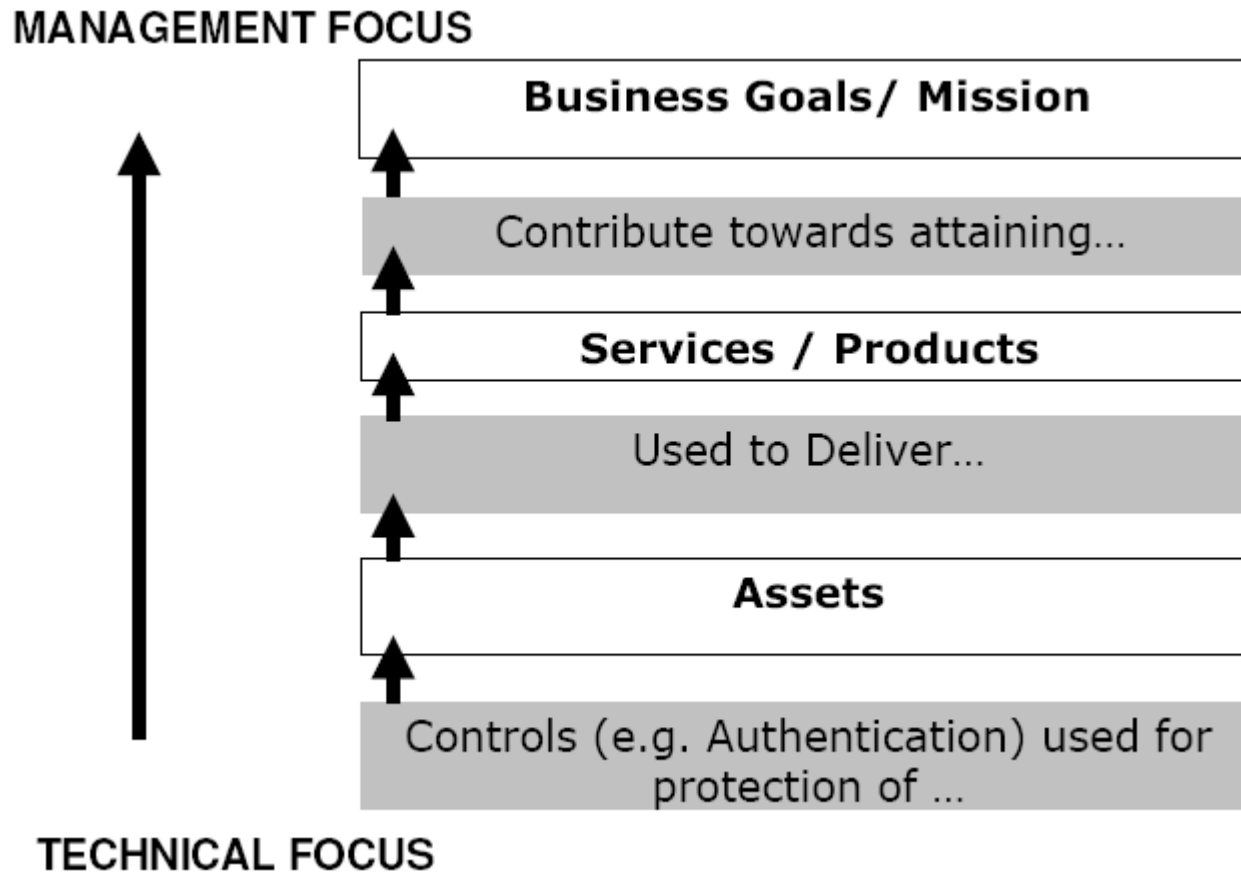 MANAGEMENT FOCUS
Business Goals/ Mission
Contribute towards attaining…
Services / Products
Used to Deliver…
Assets
Controls (e.g. Authentication) used for
protection of …
TECHNICAL FOCUS